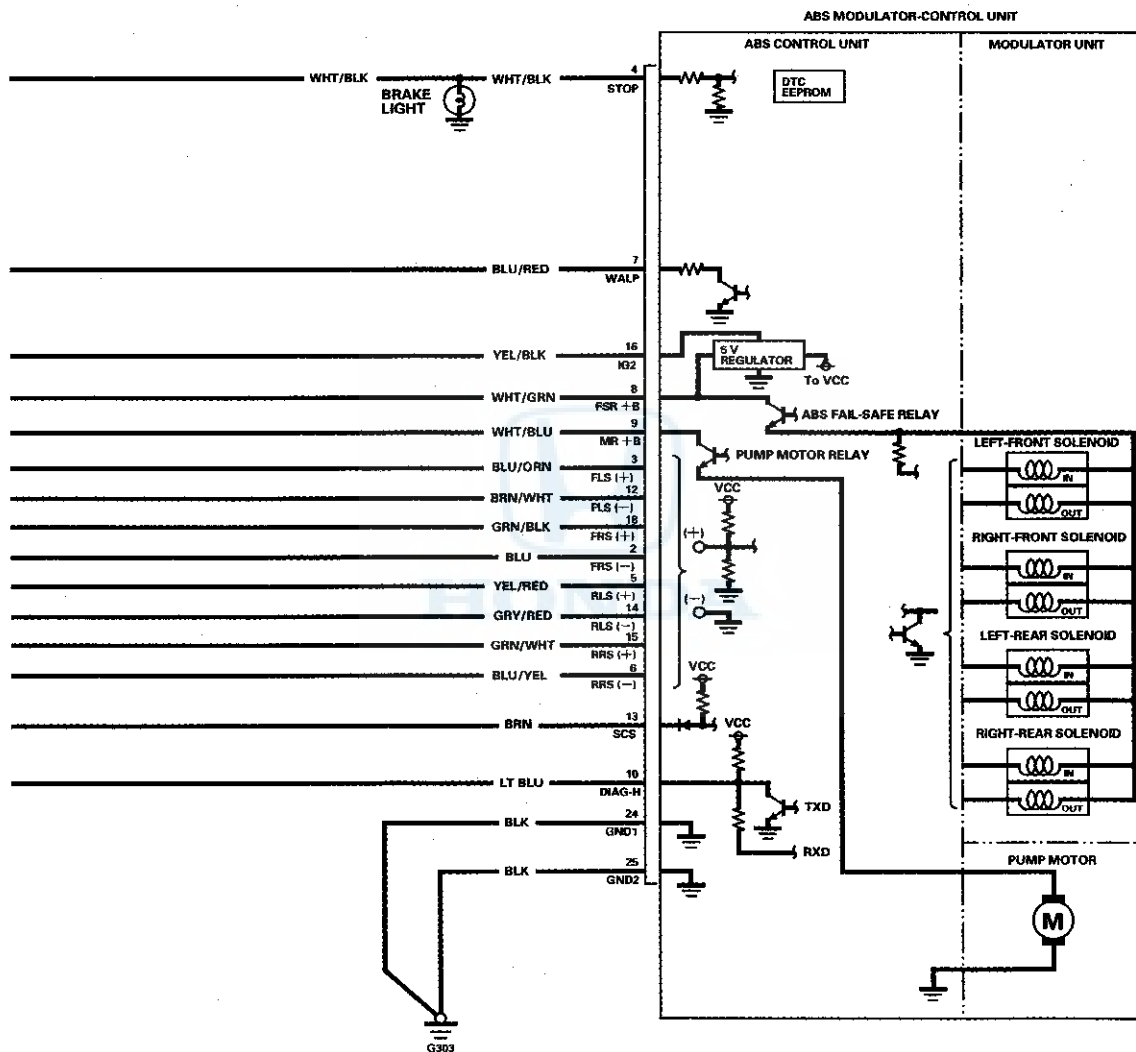 ABS MODULATOR-CONTROL UNIT
ABS CONTROL UNIT
MODULATOR UNIT
WHT/BLK
WHT/BLK
4
STOP
BRAKE
LIGHT
DTC
EEPROM
BLU/RED
7
WALP
YEL/BLK
16
IG2
5 V
REGULATOR
To VCC
WHT/GRN
8
FSR +B
ABS FAIL-SAFE RELAY
WHT/BLU
9
MR +B
PUMP MOTOR RELAY
BLU/ORN
3
FLS (+)
BRN/WHT
12
FLS (−)
GRN/BLK
18
FRS (+)
BLU
2
FRS (−)
YEL/RED
5
RLS (+)
GRY/RED
14
RLS (−)
GRN/WHT
15
RRS (+)
BLU/YEL
6
RRS (−)
VCC
(+)
(−)
LEFT-FRONT SOLENOID
IN
OUT
RIGHT-FRONT SOLENOID
IN
OUT
LEFT-REAR SOLENOID
IN
OUT
RIGHT-REAR SOLENOID
IN
OUT
HONDA
VCC
BRN
13
SCS
VCC
LT BLU
10
DIAG-H
TXD
RXD
BLK
24
GND1
BLK
25
GND2
PUMP MOTOR
M
G303